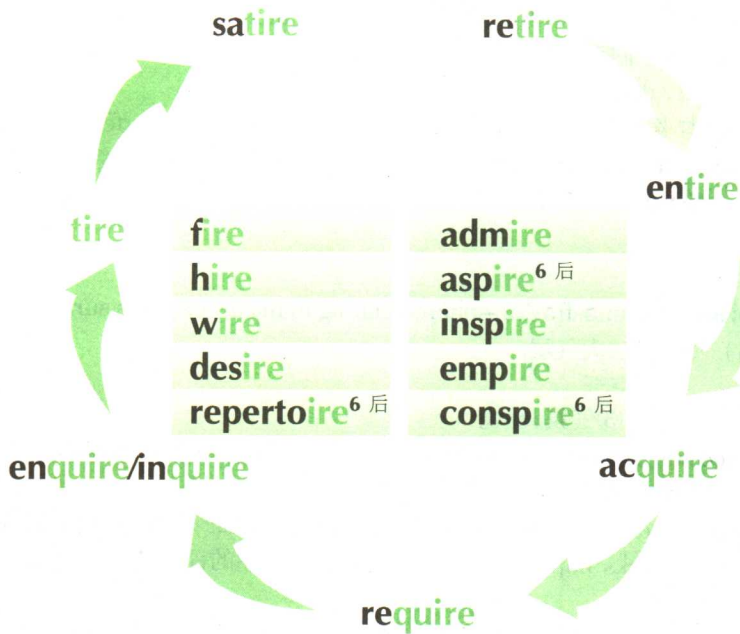 satire retire
entire
tire
fire admire
hire aspire6 后
wire inspire
desire empire
repertoire6 后 conspire6 后
enquire/inquire acquire
require